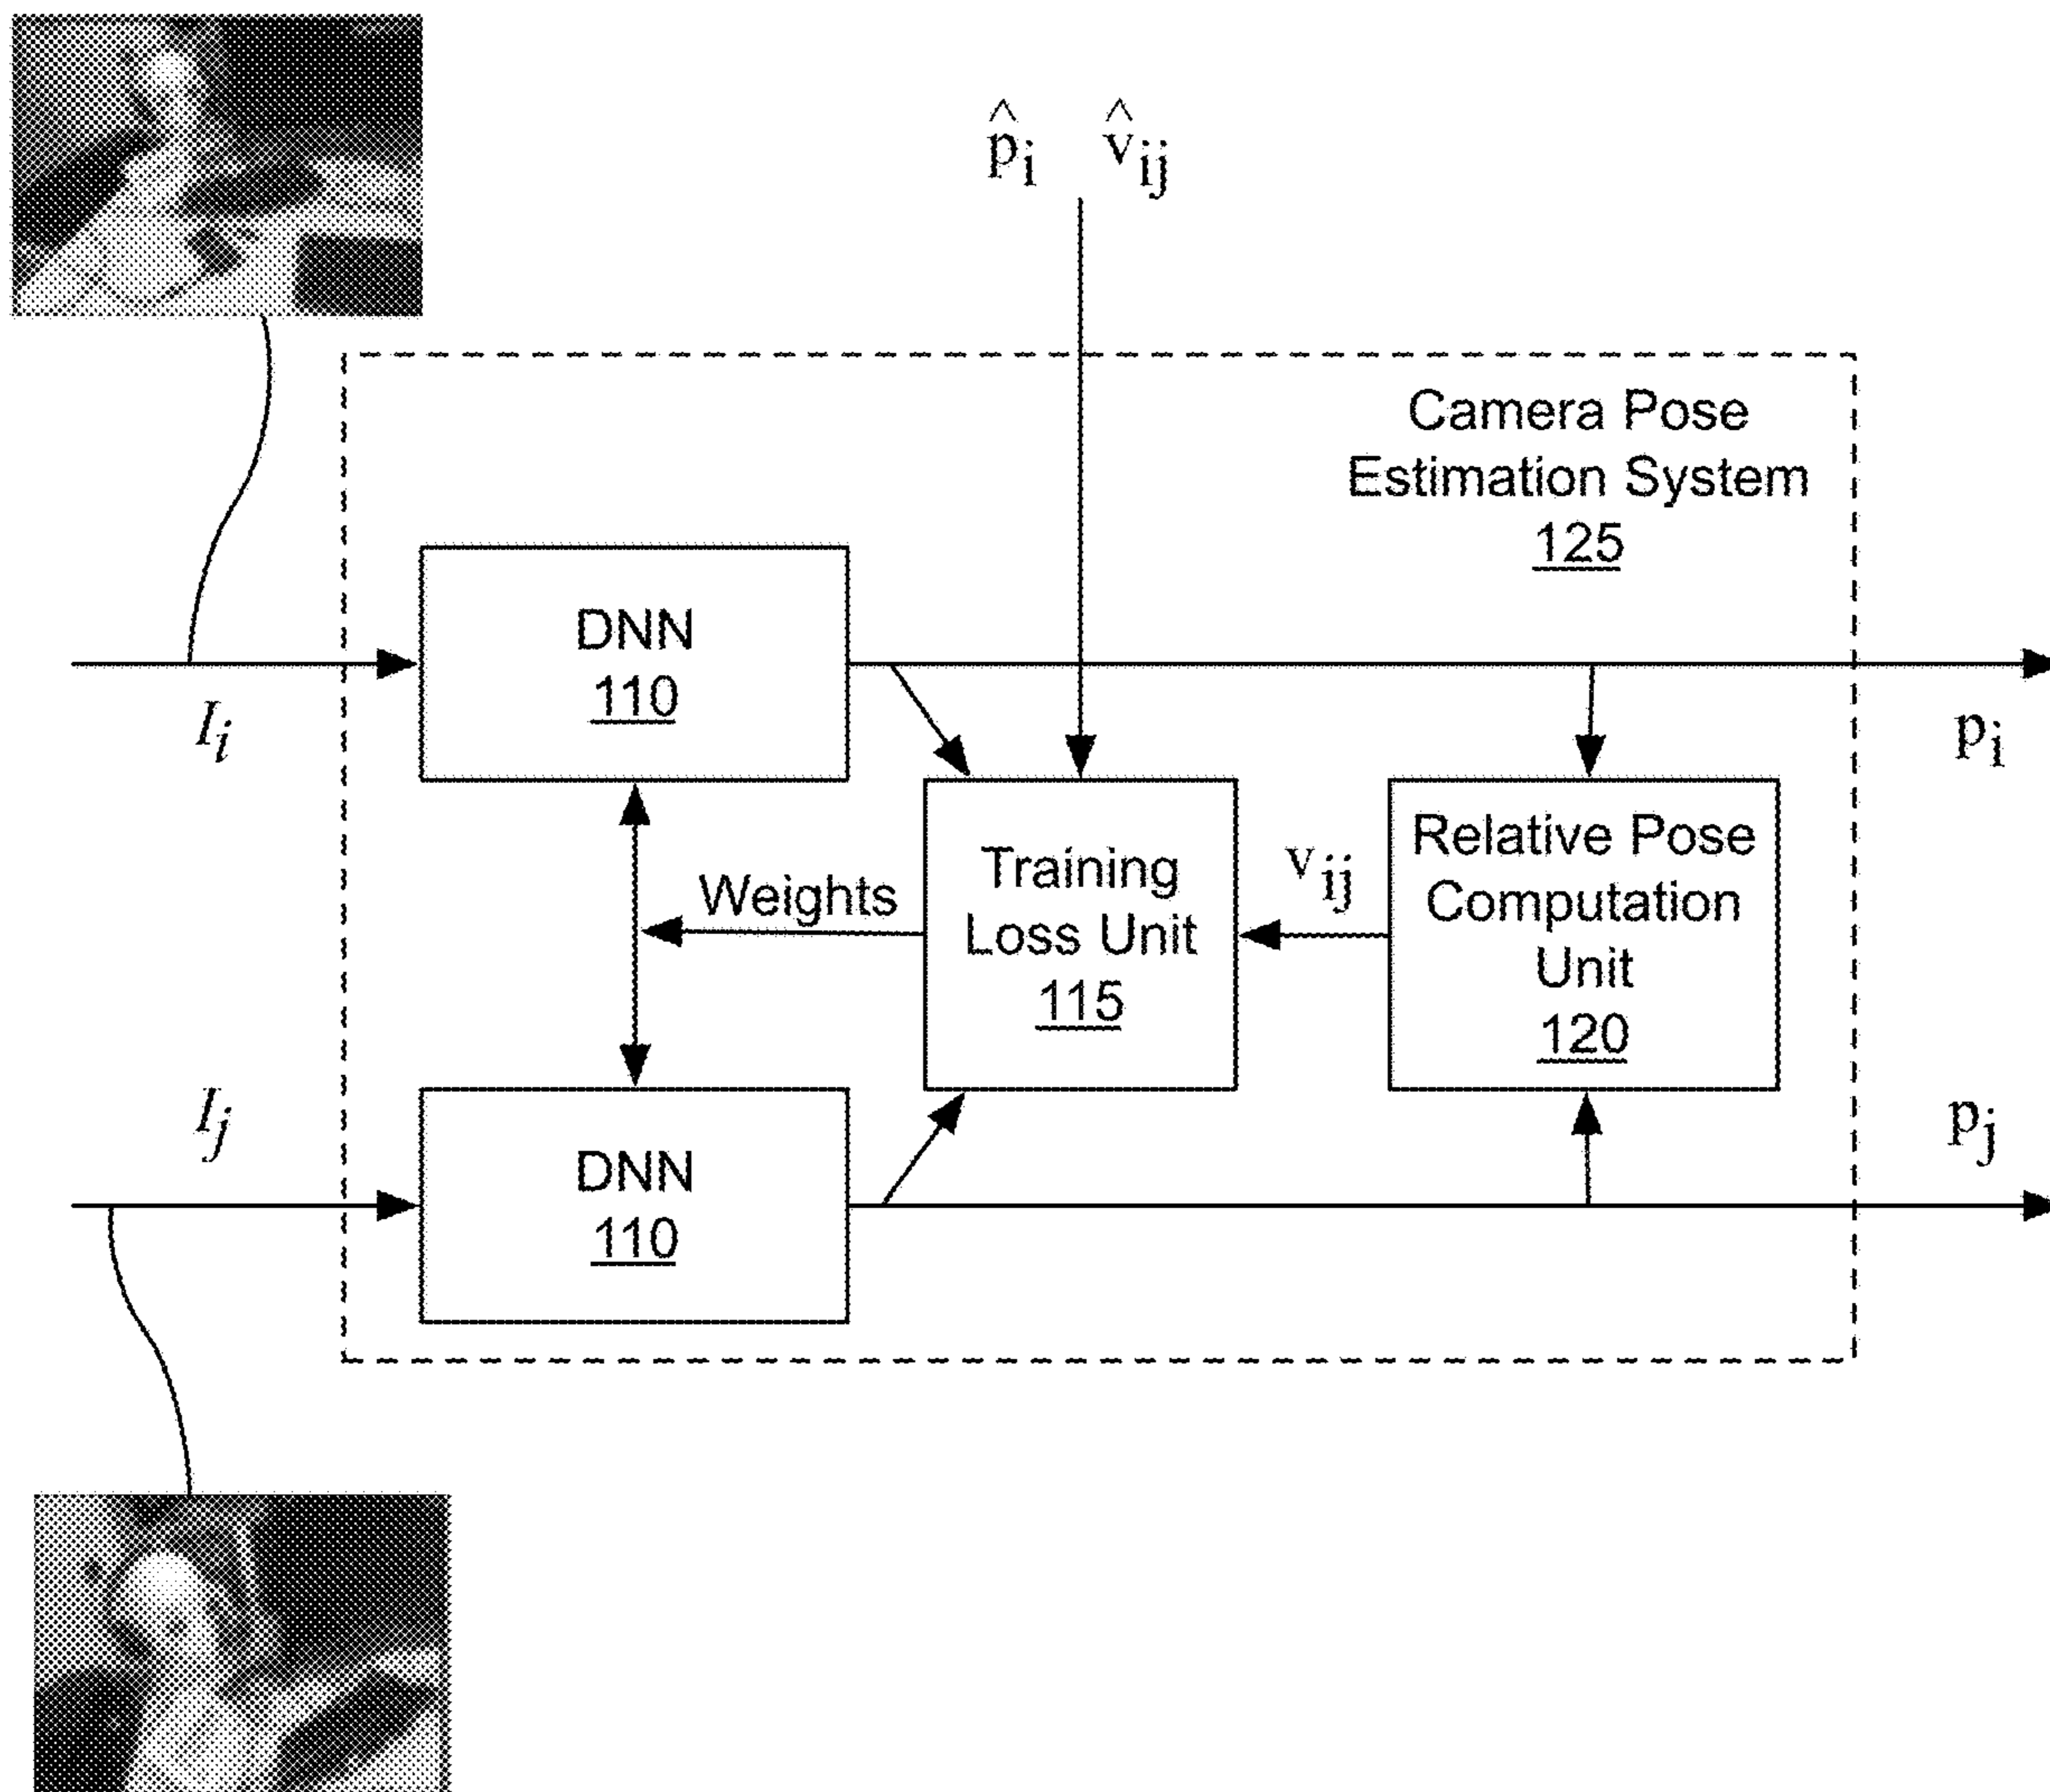 p̂i v̂ij
Camera Pose
Estimation System
125
DNN
110
Ii
pi
Training
Loss Unit
115
Weights
vij
Relative Pose
Computation
Unit
120
Ij
DNN
110
pj